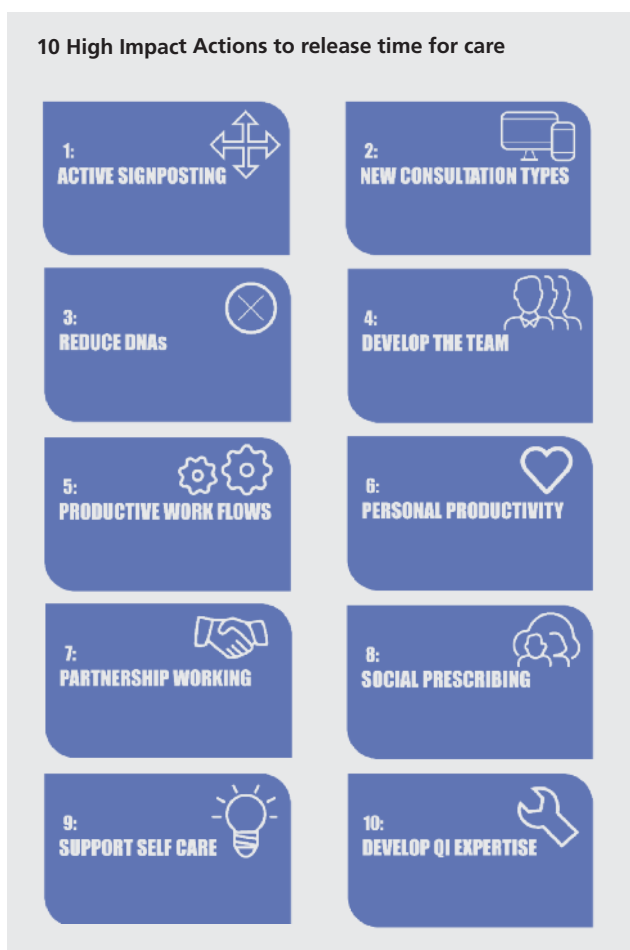 10 High Impact Actions to release time for care
1:
ACTIVE SIGNPOSTING
2:
NEW CONSULTATION TYPES
3:
REDUCE DNAs
4:
DEVELOP THE TEAM
5:
PRODUCTIVE WORK FLOWS
6:
PERSONAL PRODUCTIVITY
7:
PARTNERSHIP WORKING
8:
SOCIAL PRESCRIBING
9:
SUPPORT SELF CARE
10:
DEVELOP QI EXPERTISE